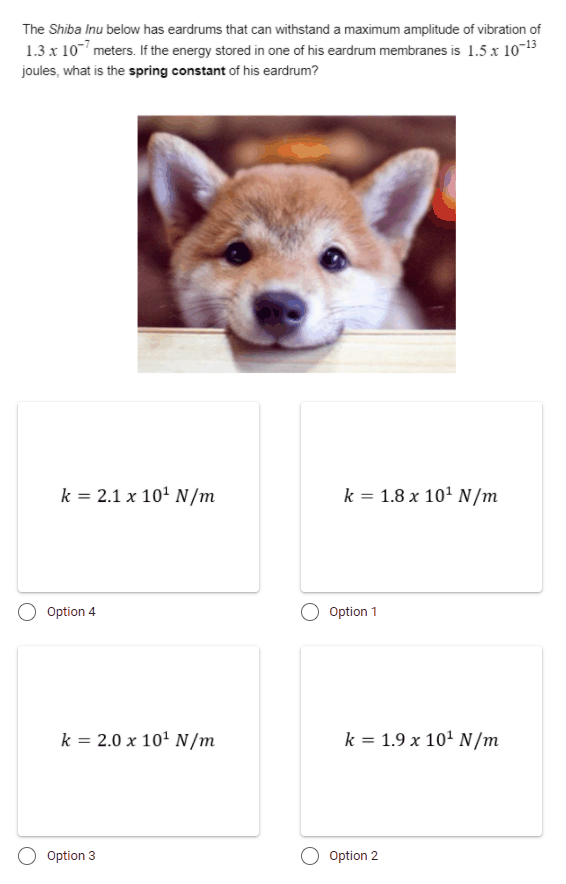 The Shiba Inu below has eardrums that can withstand a maximum amplitude of vibration of
1.3 x 10⁻⁷ meters. If the energy stored in one of his eardrum membranes is 1.5 x 10⁻¹³
joules, what is the spring constant of his eardrum?
k = 2.1 x 10¹ N/m
k = 1.8 x 10¹ N/m
Option 4
Option 1
k = 2.0 x 10¹ N/m
k = 1.9 x 10¹ N/m
Option 3
Option 2